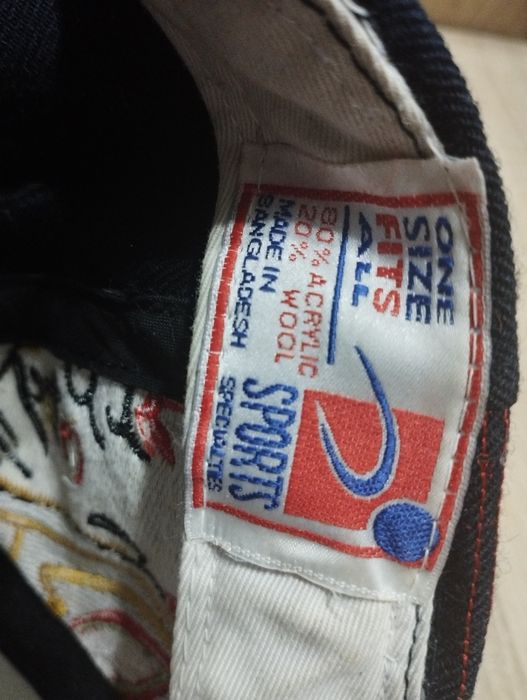 ONE
SIZE
FITS
ALL
80% ACRYLIC
20% WOOL
MADE IN
BANGLADESH
SPORTS
SPECIALTIES